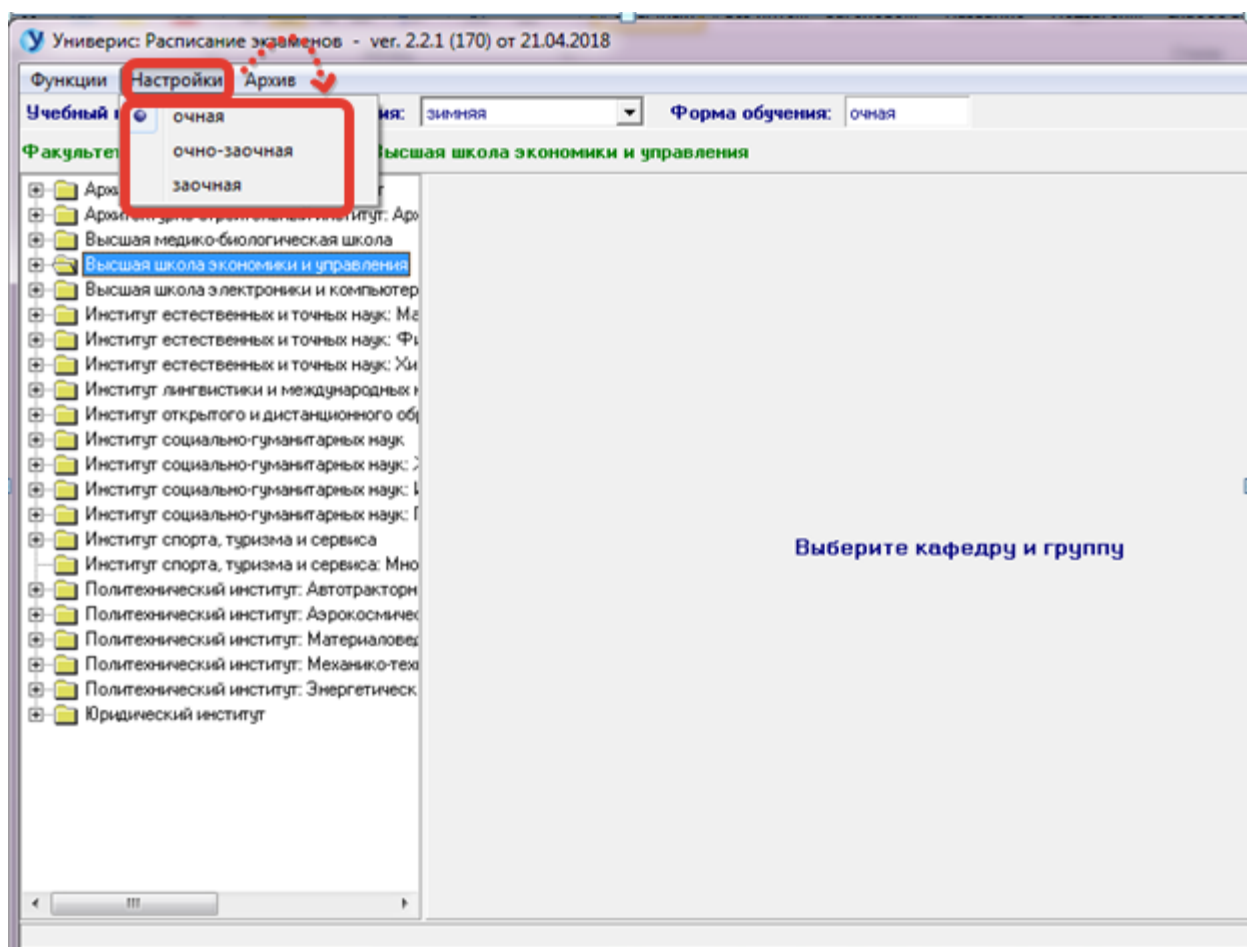 Универис: Расписание экзаменов - ver. 2.2.1 (170) от 21.04.2018
Функции Настройки Архив
Учебный ия: зимняя Форма обучения: очная
очная
Факультет Высшая школа экономики и управления
очно-заочная
заочная
Высшая медико-биологическая школа
Высшая школа экономики и управления
Высшая школа электроники и компьютер
Институт естественных и точных наук: Ма
Институт естественных и точных наук: Фи
Институт естественных и точных наук: Хи
Институт лингвистики и международных
Институт открытого и дистанционного об
Институт социально-гуманитарных наук
Институт социально-гуманитарных наук:
Институт социально-гуманитарных наук:
Институт социально-гуманитарных наук:
Институт спорта, туризма и сервиса
Институт спорта, туризма и сервиса: Мно
Политехнический институт: Автотракторн
Политехнический институт: Аэрокосмичес
Политехнический институт: Материаловед
Политехнический институт: Механико-техн
Политехнический институт: Энергетическ
Юридический институт
Выберите кафедру и группу